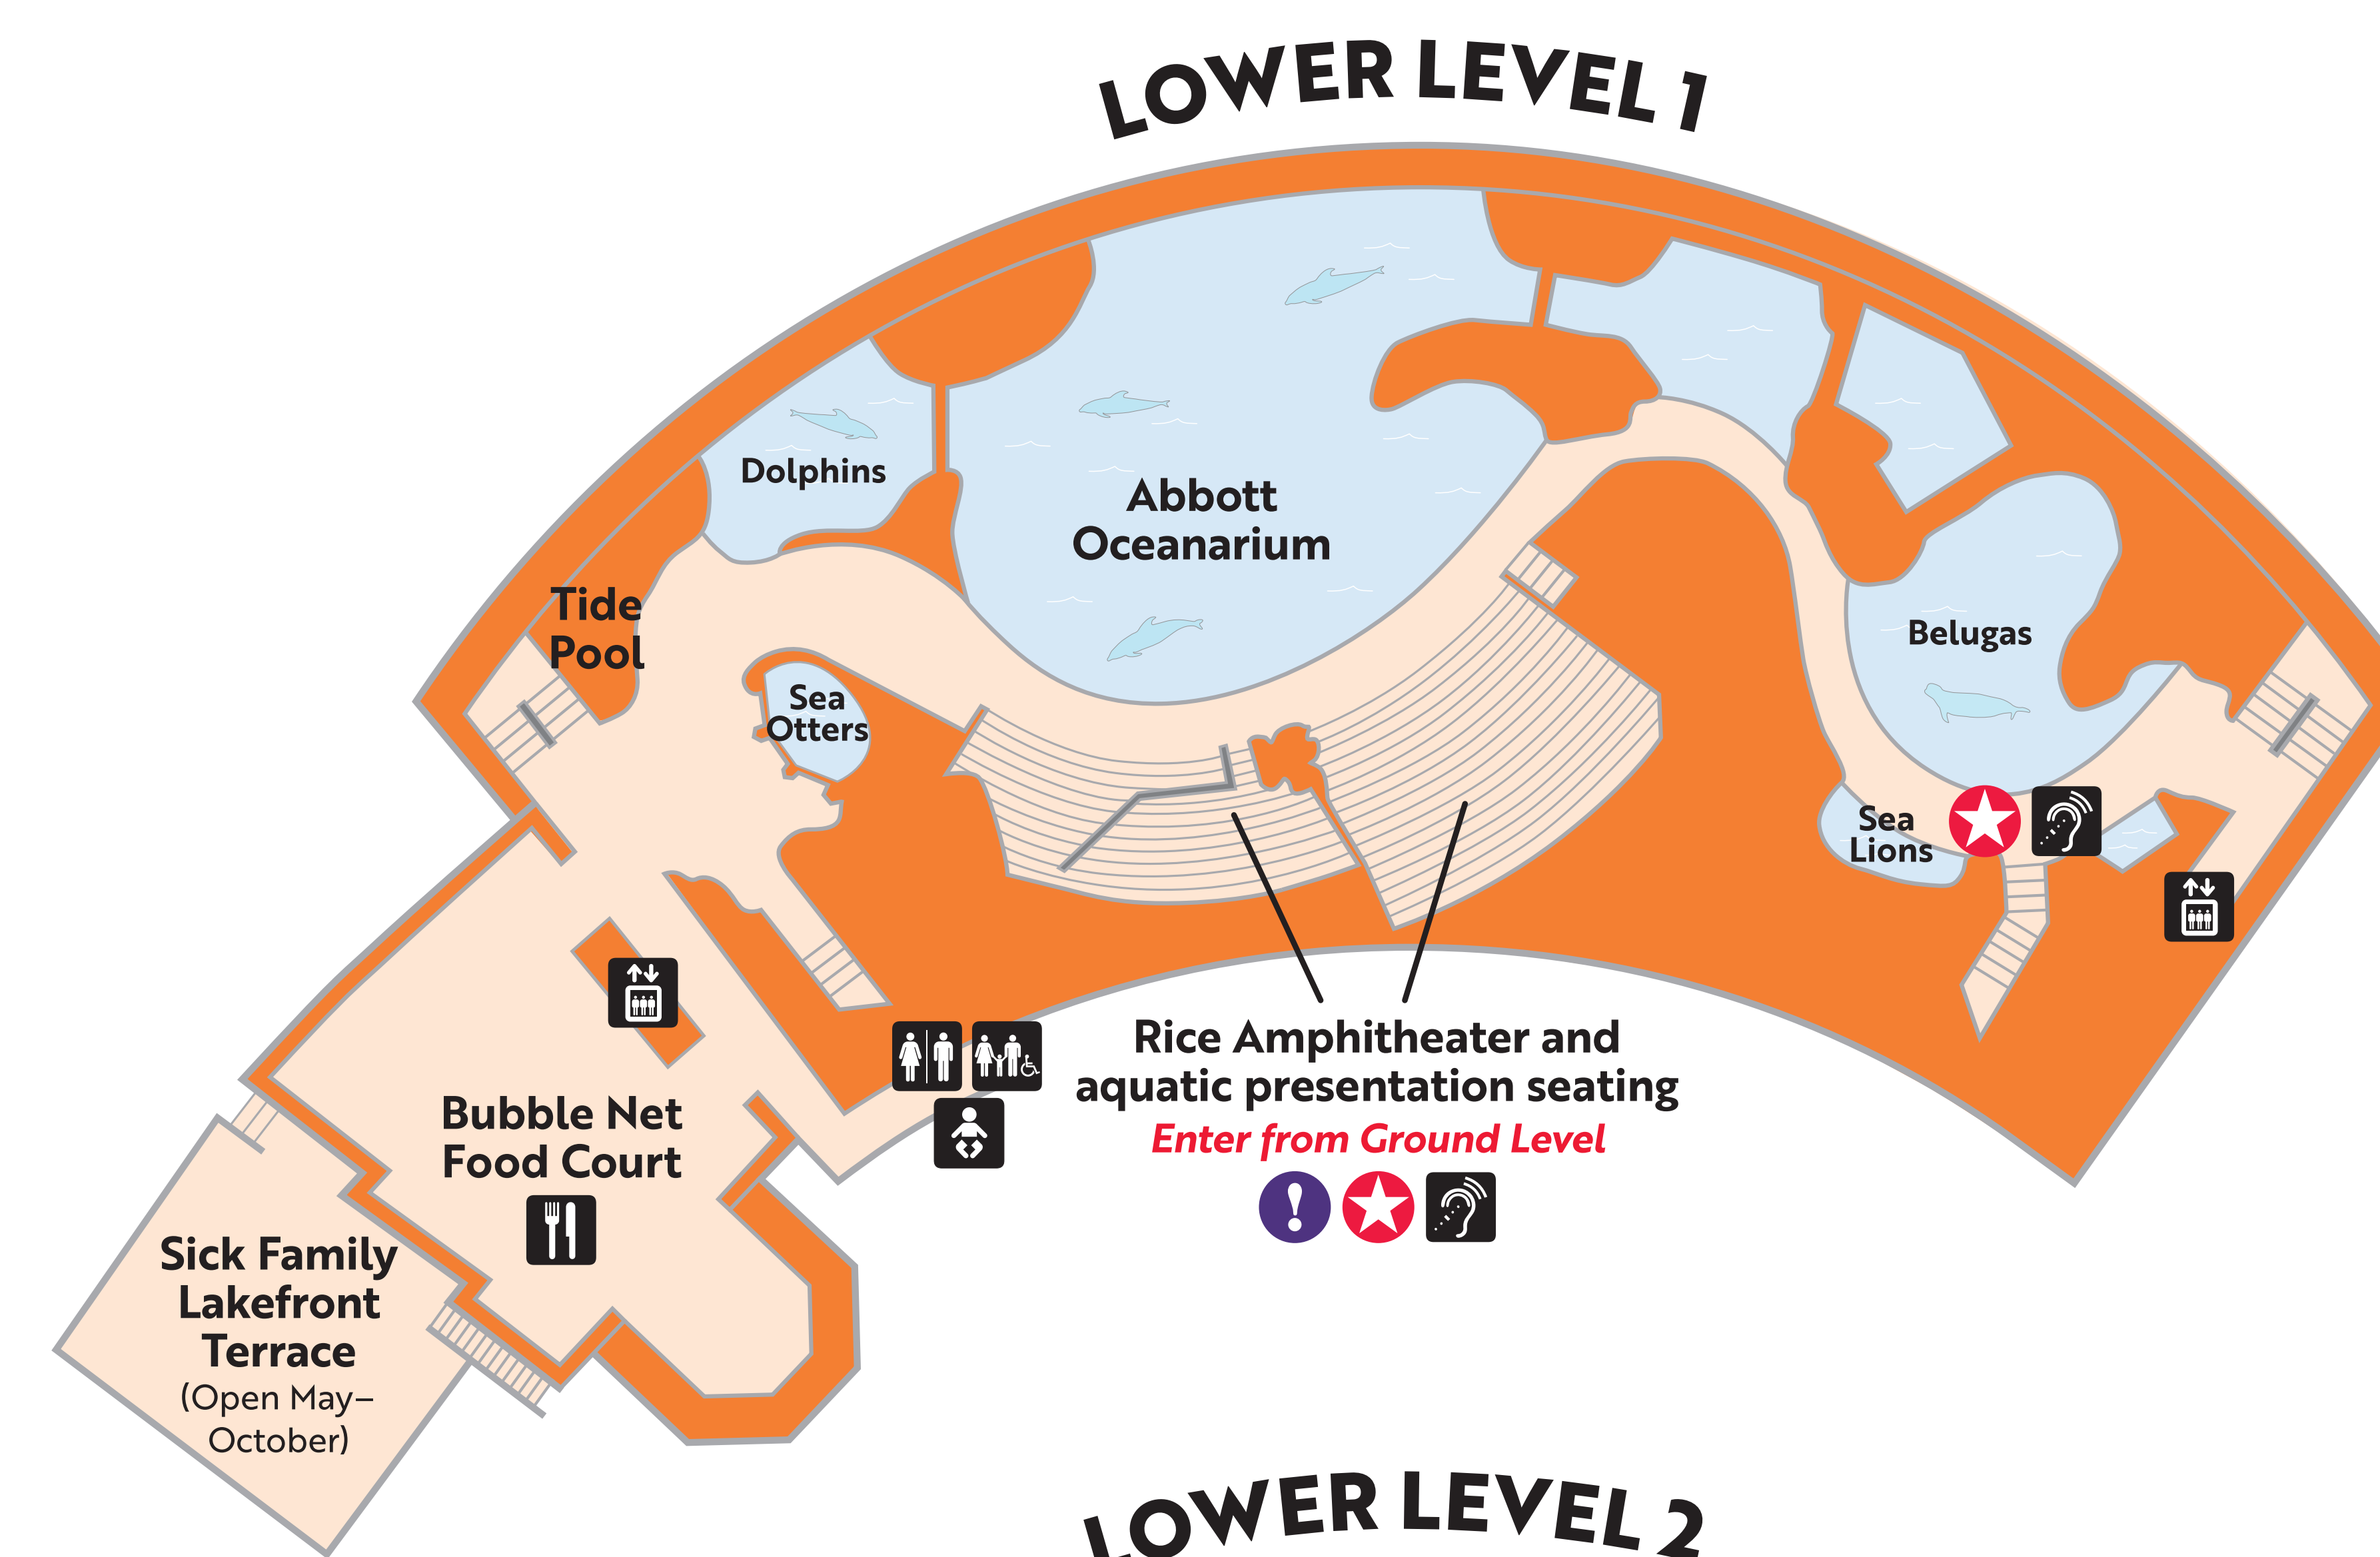 LOWER LEVEL 1
Dolphins
Abbott
Oceanarium
Tide
Pool
Belugas
Sea
Otters
Sea
Lions
Rice Amphitheater and
aquatic presentation seating
Enter from Ground Level
!
Bubble Net
Food Court
Sick Family
Lakefront
Terrace
(Open May–
October)
LOWER LEVEL 2